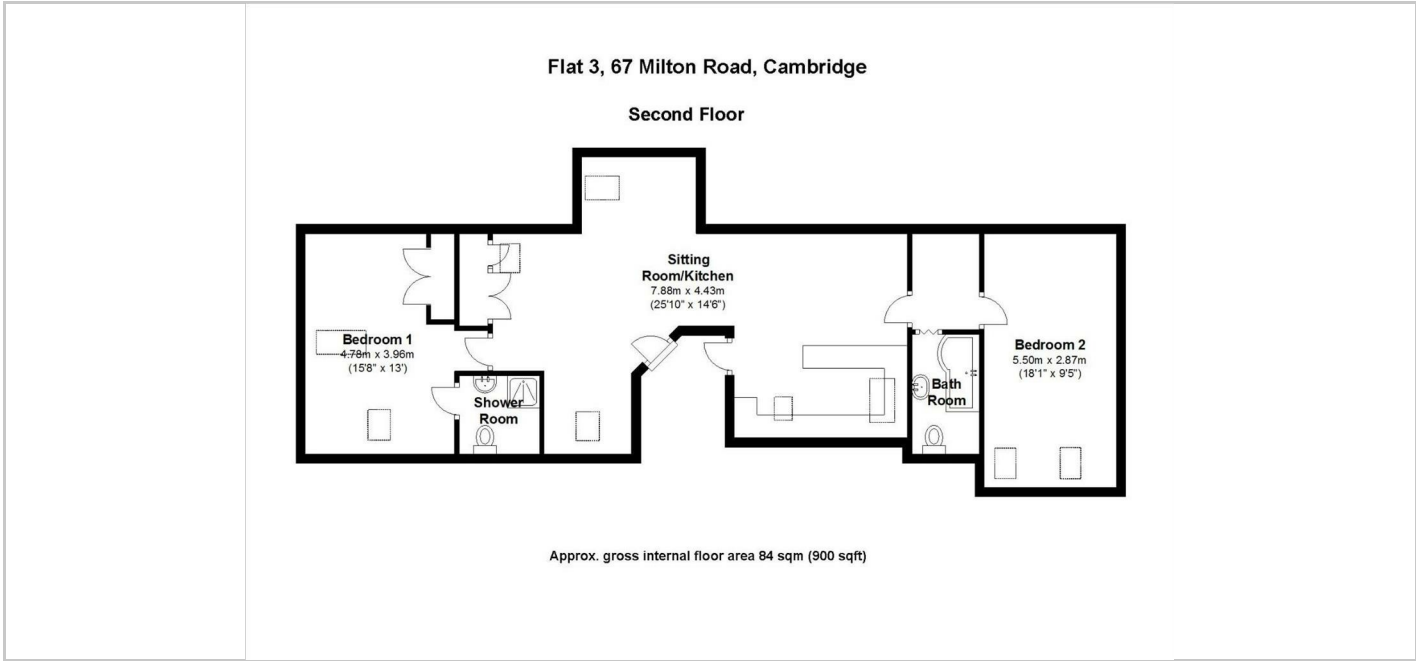 Flat 3, 67 Milton Road, Cambridge
Second Floor
Sitting
Room/Kitchen
7.88m x 4.43m
(25'10" x 14'6")
Bedroom 1
4.78m x 3.96m
(15'8" x 13')
Shower
Room
Bath
Room
Bedroom 2
5.50m x 2.87m
(18'1" x 9'5")
Approx. gross internal floor area 84 sqm (900 sqft)